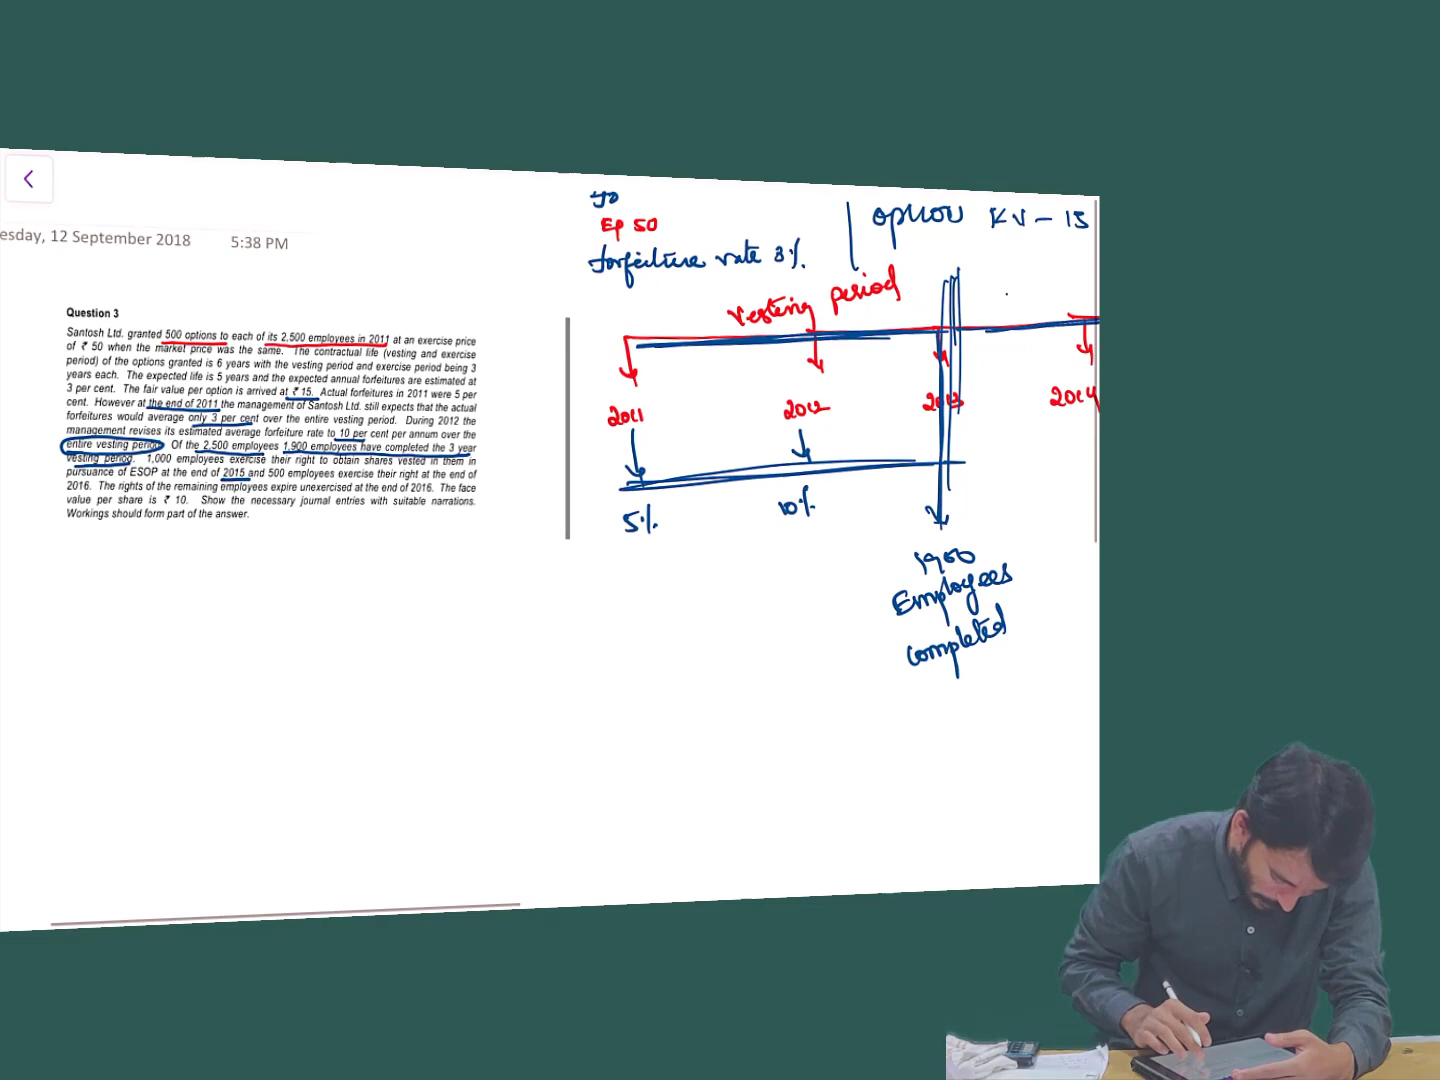 esday, 12 September 2018 5:38 PM
Question 3
Santosh Ltd. granted 500 options to each of its 2,500 employees in 2011 at an exercise price
of ₹ 50 when the market price was the same. The contractual life (vesting and exercise
period) of the options granted is 6 years with the vesting period and exercise period being 3
years each. The expected life is 5 years and the expected annual forfeitures are estimated at
3 per cent. The fair value per option is arrived at ₹ 15. Actual forfeitures in 2011 were 5 per
cent. However at the end of 2011 the management of Santosh Ltd. still expects that the actual
forfeitures would average only 3 per cent over the entire vesting period. During 2012 the
management revises its estimated average forfeiture rate to 10 per cent per annum over the
entire vesting period. Of the 2,500 employees 1,900 employees have completed the 3 year
vesting period. 1,000 employees exercise their right to obtain shares vested in them in
pursuance of ESOP at the end of 2015 and 500 employees exercise their right at the end of
2016. The rights of the remaining employees expire unexercised at the end of 2016. The face
value per share is ₹ 10. Show the necessary journal entries with suitable narrations.
Workings should form part of the answer.
Ep 50
forfeiture rate 3%.
option
vesting period
2011 2012 2013 2014
5% 10%
1900
Employees
completed